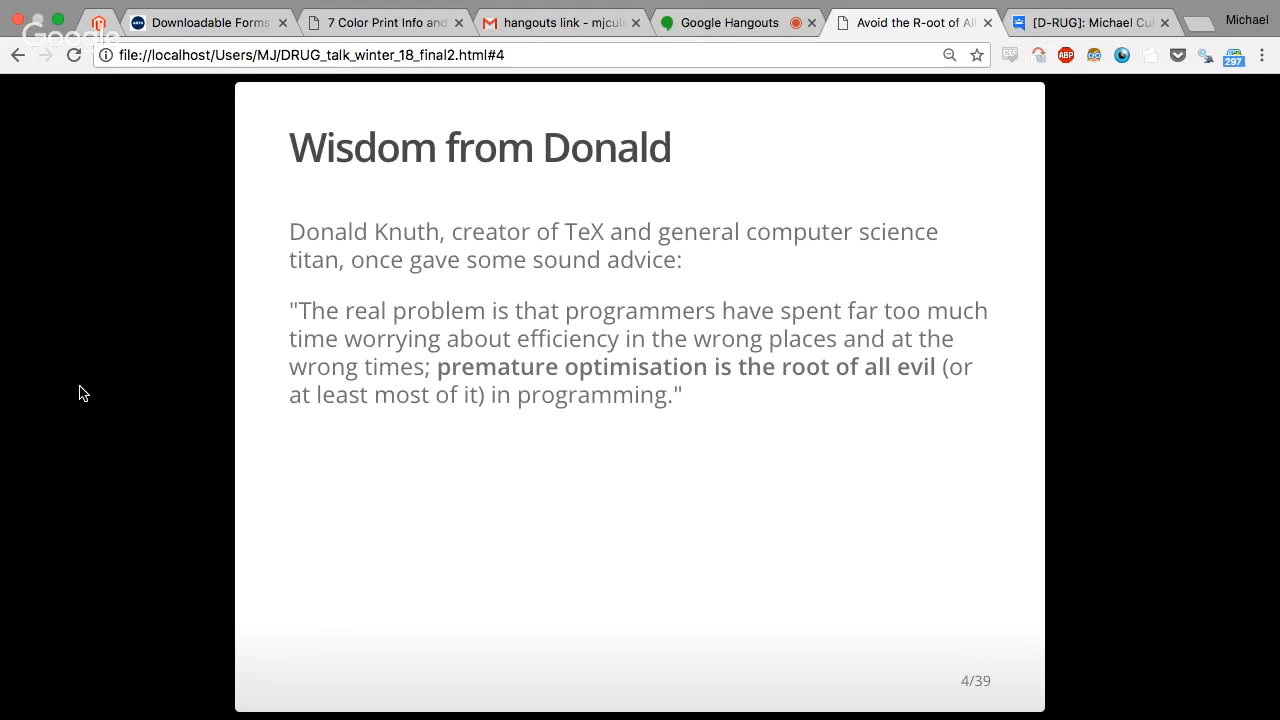 Downloadable Forms
7 Color Print Info and
hangouts link - mjcul
Google Hangouts
Avoid the R-oot of All
[D-RUG]: Michael Cul
Michael
Google
file://localhost/Users/MJ/DRUG_talk_winter_18_final2.html#4
ABP
297
Wisdom from Donald
Donald Knuth, creator of TeX and general computer science
titan, once gave some sound advice:
"The real problem is that programmers have spent far too much
time worrying about efficiency in the wrong places and at the
wrong times; premature optimisation is the root of all evil (or
at least most of it) in programming."
4/39